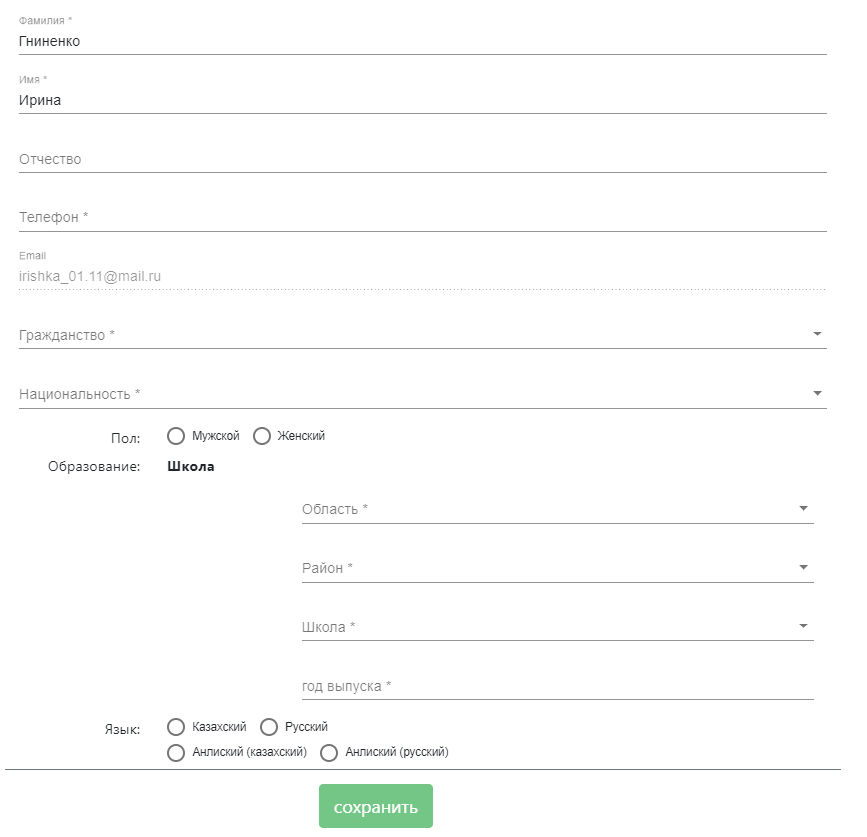 Фамилия *
Гниненко
Имя *
Ирина
Отчество
Телефон *
Email
irishka_01.11@mail.ru
Гражданство *
Национальность *
Пол: Мужской Женский
Образование: Школа
Область *
Район *
Школа *
год выпуска *
Язык: Казахский Русский
Анлиский (казахский) Анлиский (русский)
сохранить